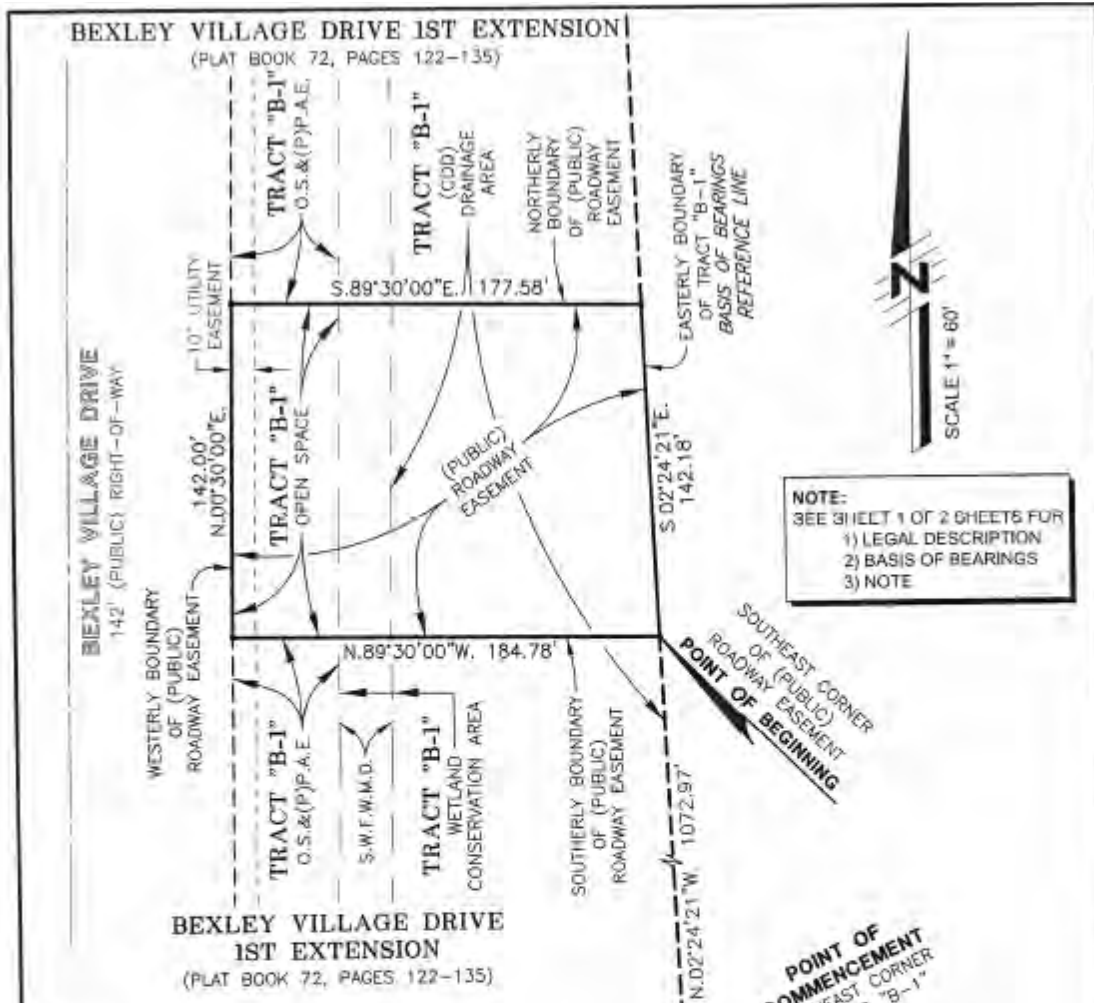 BEXLEY VILLAGE DRIVE 1ST EXTENSION
(PLAT BOOK 72, PAGES 122-135)
TRACT "B-1"
O.S.&(P)P.A.E.
TRACT "B-1"
(CDD)
DRAINAGE
AREA
NORTHERLY
BOUNDARY
OF (PUBLIC)
ROADWAY
EASEMENT
EASTERLY BOUNDARY
OF TRACT "B-1"
BASIS OF BEARINGS
REFERENCE LINE
N
SCALE 1" = 60'
10' UTILITY
EASEMENT
S.89°30'00"E. 177.58'
BEXLEY VILLAGE DRIVE
142' (PUBLIC) RIGHT-OF-WAY
142.00'
N.00°30'00"E.
TRACT "B-1"
OPEN SPACE
(PUBLIC)
ROADWAY
EASEMENT
S 02°24'21"E.
142.18'
NOTE:
SEE SHEET 1 OF 2 SHEETS FOR
1) LEGAL DESCRIPTION
2) BASIS OF BEARINGS
3) NOTE
WESTERLY BOUNDARY
OF (PUBLIC)
ROADWAY EASEMENT
N.89°30'00"W. 184.78'
SOUTHEAST CORNER
OF (PUBLIC)
ROADWAY EASEMENT
POINT OF BEGINNING
TRACT "B-1"
O.S.&(P)P.A.E.
S.W.F.W.M.D.
TRACT "B-1"
WETLAND
CONSERVATION AREA
SOUTHERLY BOUNDARY
OF (PUBLIC)
ROADWAY EASEMENT
N.02°24'21"W. 1072.97'
BEXLEY VILLAGE DRIVE
1ST EXTENSION
(PLAT BOOK 72, PAGES 122-135)
POINT OF
OMMENCEMENT
EAST CORNER
"B-1"